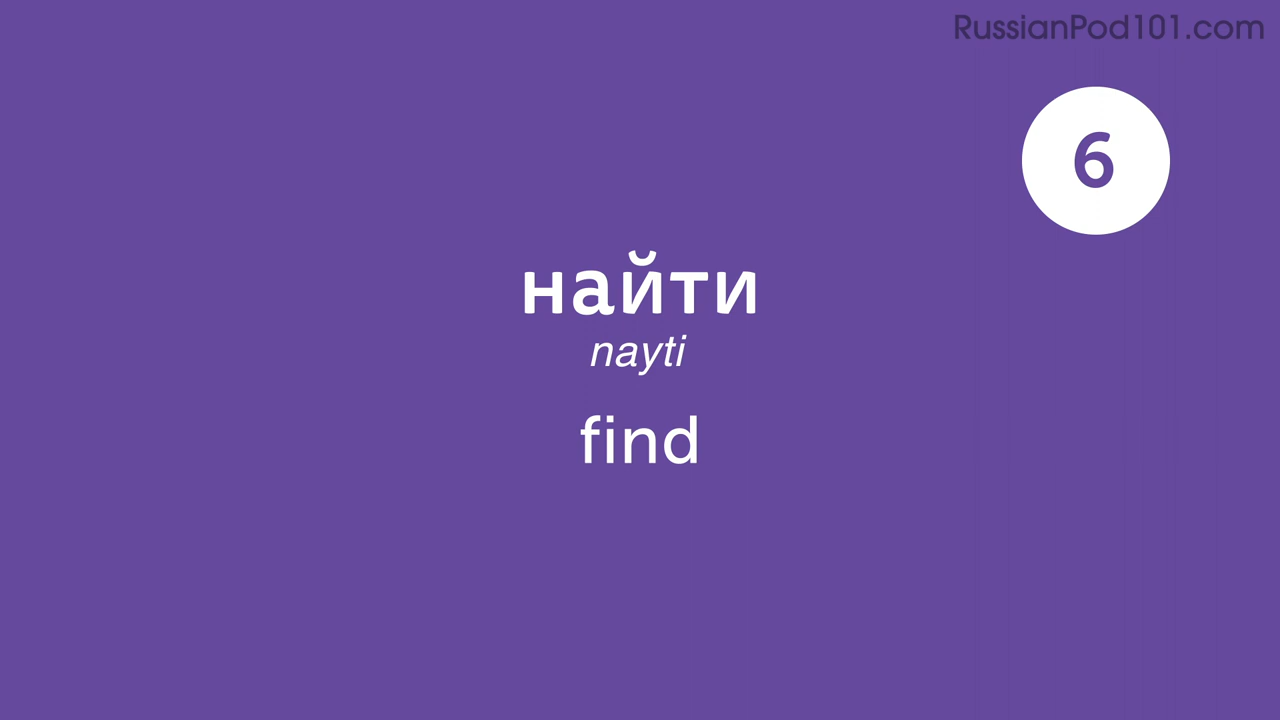 RussianPod101.com
6
найти
nayti
find